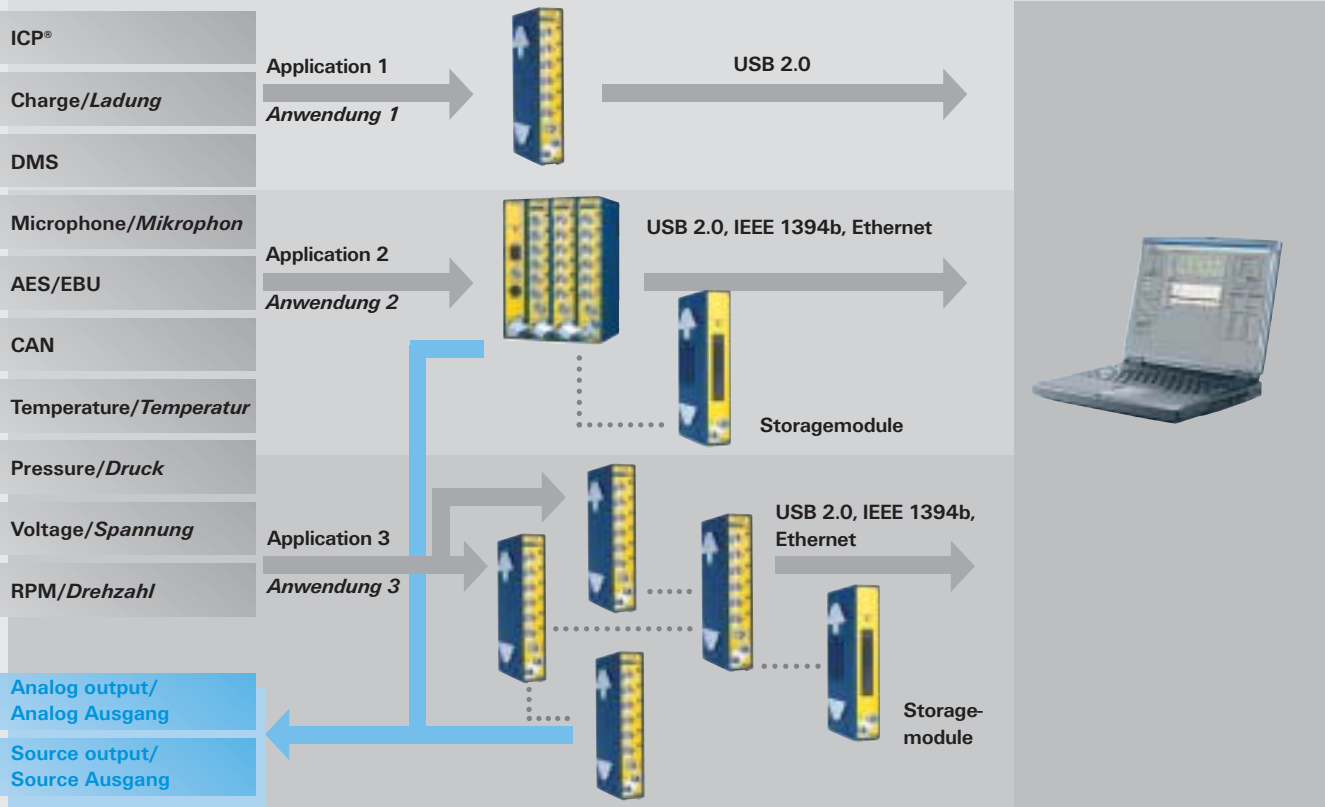 ICP®
Charge/Ladung
DMS
Microphone/Mikrophon
AES/EBU
CAN
Temperature/Temperatur
Pressure/Druck
Voltage/Spannung
RPM/Drehzahl
Analog output/
Analog Ausgang
Source output/
Source Ausgang
Application 1
Anwendung 1
USB 2.0
Application 2
Anwendung 2
USB 2.0, IEEE 1394b, Ethernet
Storagemodule
Application 3
Anwendung 3
USB 2.0, IEEE 1394b,
Ethernet
Storage-
module